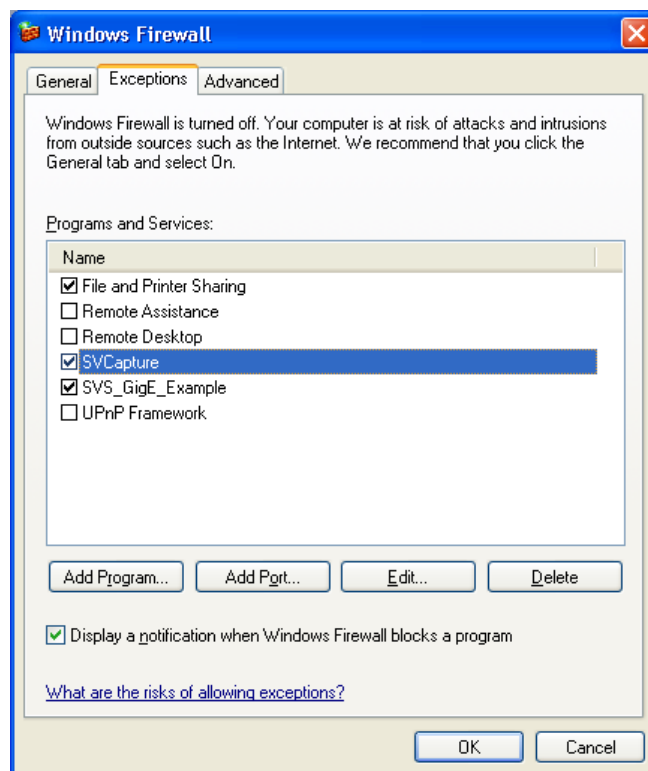 Windows Firewall
General Exceptions Advanced
Windows Firewall is turned off. Your computer is at risk of attacks and intrusions
from outside sources such as the Internet. We recommend that you click the
General tab and select On.
Programs and Services:
Name
File and Printer Sharing
Remote Assistance
Remote Desktop
SVCapture
SVS_GigE_Example
UPnP Framework
Add Program... Add Port... Edit... Delete
Display a notification when Windows Firewall blocks a program
What are the risks of allowing exceptions?
OK Cancel